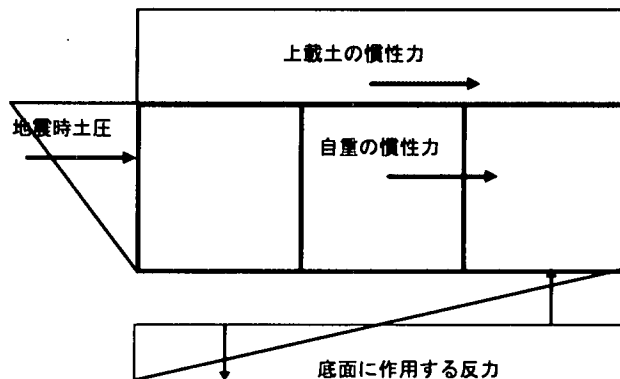 上載土の慣性力
地震時土圧
自重の慣性力
底面に作用する反力